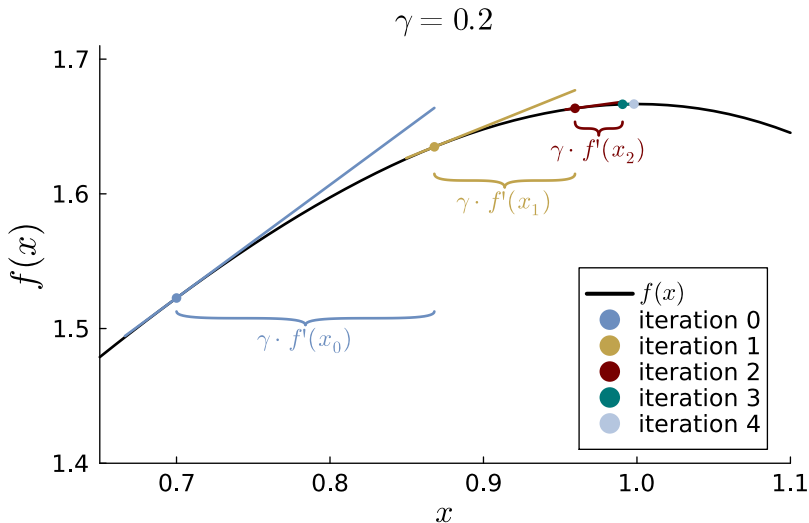 γ = 0.2
f(x)
1.7
1.6
1.5
1.4
γ · f'(x₂)
γ · f'(x₁)
γ · f'(x₀)
f(x)
iteration 0
iteration 1
iteration 2
iteration 3
iteration 4
0.7 0.8 0.9 1.0 1.1
x